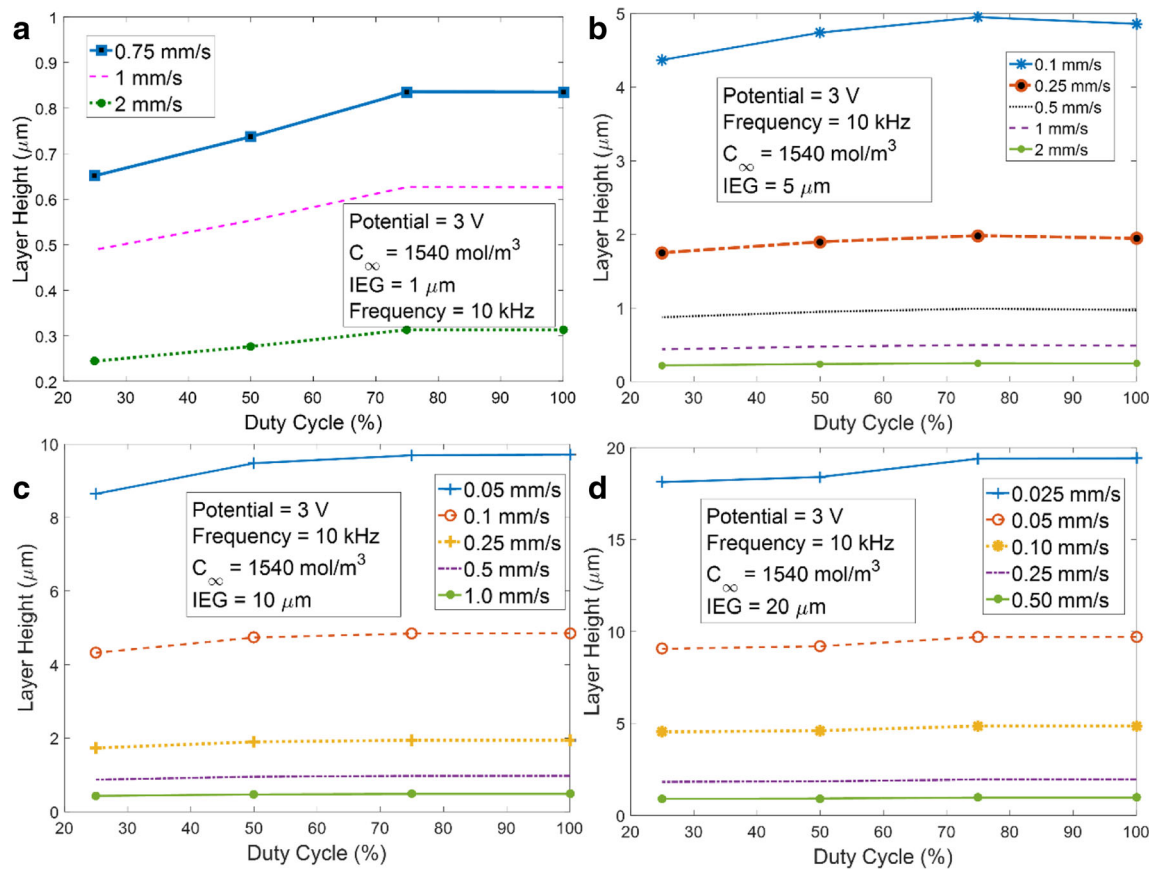 a
1
0.9
0.8
0.7
0.6
0.5
0.4
0.3
0.2
Layer Height (μm)
0.75 mm/s
1 mm/s
2 mm/s
Potential = 3 V
C∞ = 1540 mol/m³
IEG = 1 μm
Frequency = 10 kHz
20 30 40 50 60 70 80 90 100
Duty Cycle (%)
b
5
4
3
2
1
0
Layer Height (μm)
Potential = 3 V
Frequency = 10 kHz
C∞ = 1540 mol/m³
IEG = 5 μm
0.1 mm/s
0.25 mm/s
0.5 mm/s
1 mm/s
2 mm/s
20 30 40 50 60 70 80 90 100
Duty Cycle (%)
c
10
8
6
4
2
0
Layer Height (μm)
Potential = 3 V
Frequency = 10 kHz
C∞ = 1540 mol/m³
IEG = 10 μm
0.05 mm/s
0.1 mm/s
0.25 mm/s
0.5 mm/s
1.0 mm/s
20 30 40 50 60 70 80 90 100
Duty Cycle (%)
d
20
15
10
5
0
Layer Height (μm)
Potential = 3 V
Frequency = 10 kHz
C∞ = 1540 mol/m³
IEG = 20 μm
0.025 mm/s
0.05 mm/s
0.10 mm/s
0.25 mm/s
0.50 mm/s
20 30 40 50 60 70 80 90 100
Duty Cycle (%)